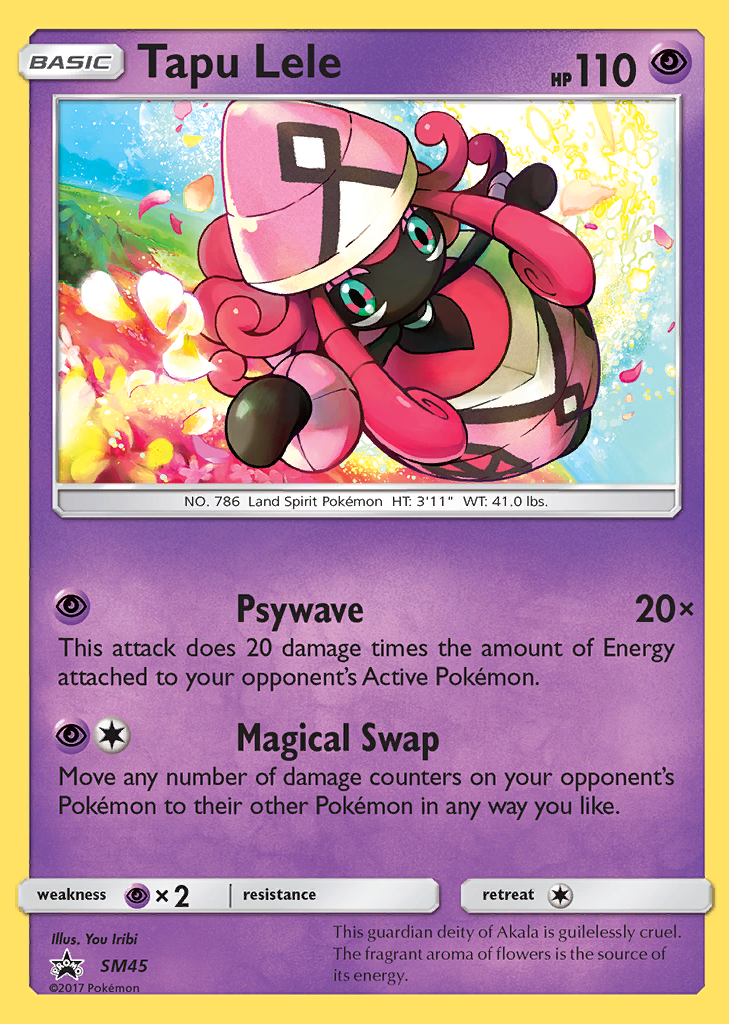 BASIC
Tapu Lele
HP 110
NO. 786 Land Spirit Pokémon HT: 3'11" WT: 41.0 lbs.
Psywave 20×
This attack does 20 damage times the amount of Energy
attached to your opponent's Active Pokémon.
Magical Swap
Move any number of damage counters on your opponent's
Pokémon to their other Pokémon in any way you like.
weakness × 2 resistance retreat
Illus. You Iribi
PROMO SM45
©2017 Pokémon
This guardian deity of Akala is guilelessly cruel.
The fragrant aroma of flowers is the source of
its energy.